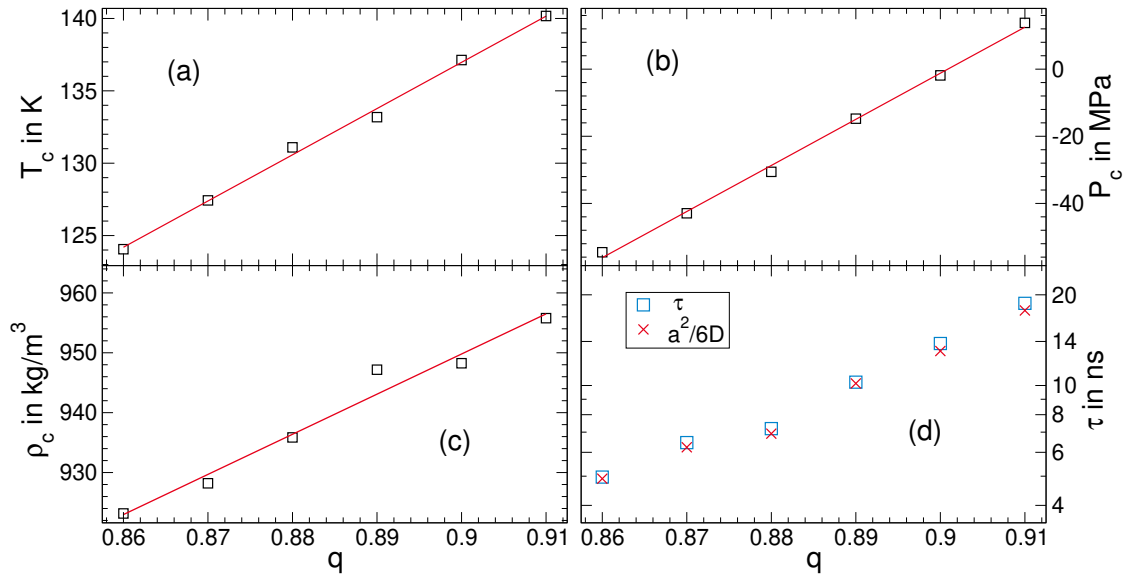 140
135
130
125
T_c in K
(a)
0
-20
-40
P_c in MPa
(b)
960
950
940
930
ρ_c in kg/m^3
(c)
0.86 0.87 0.88 0.89 0.9 0.91
q
τ
a^2/6D
20
14
10
8
6
4
τ in ns
(d)
0.86 0.87 0.88 0.89 0.9 0.91
q